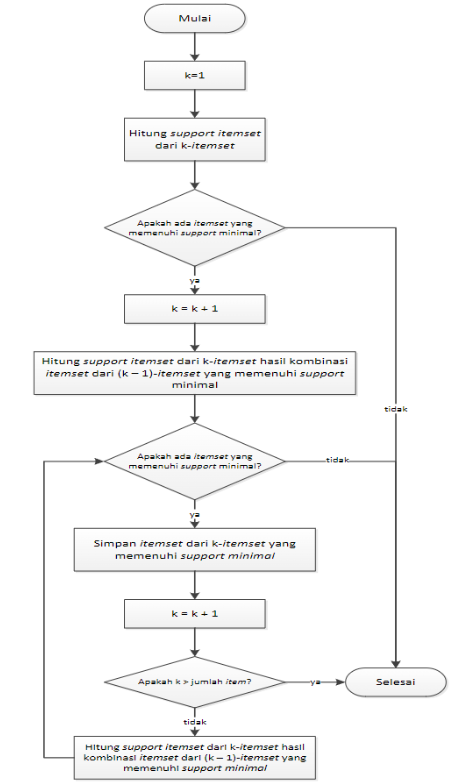 Mulai
k=1
Hitung support itemset
dari k-itemset
Apakah ada itemset yang
memenuhi support minimal?
ya
k = k + 1
Hitung support itemset dari k-itemset hasil kombinasi
itemset dari (k – 1)-itemset yang memenuhi support
minimal
tidak
Apakah ada itemset yang
memenuhi support minimal?
tidak
ya
Simpan itemset dari k-itemset yang
memenuhi support minimal
k = k + 1
Apakah k > jumlah item?
ya
Selesai
tidak
Hitung support itemset dari k-itemset hasil
kombinasi itemset dari (k – 1)-itemset yang
memenuhi support minimal